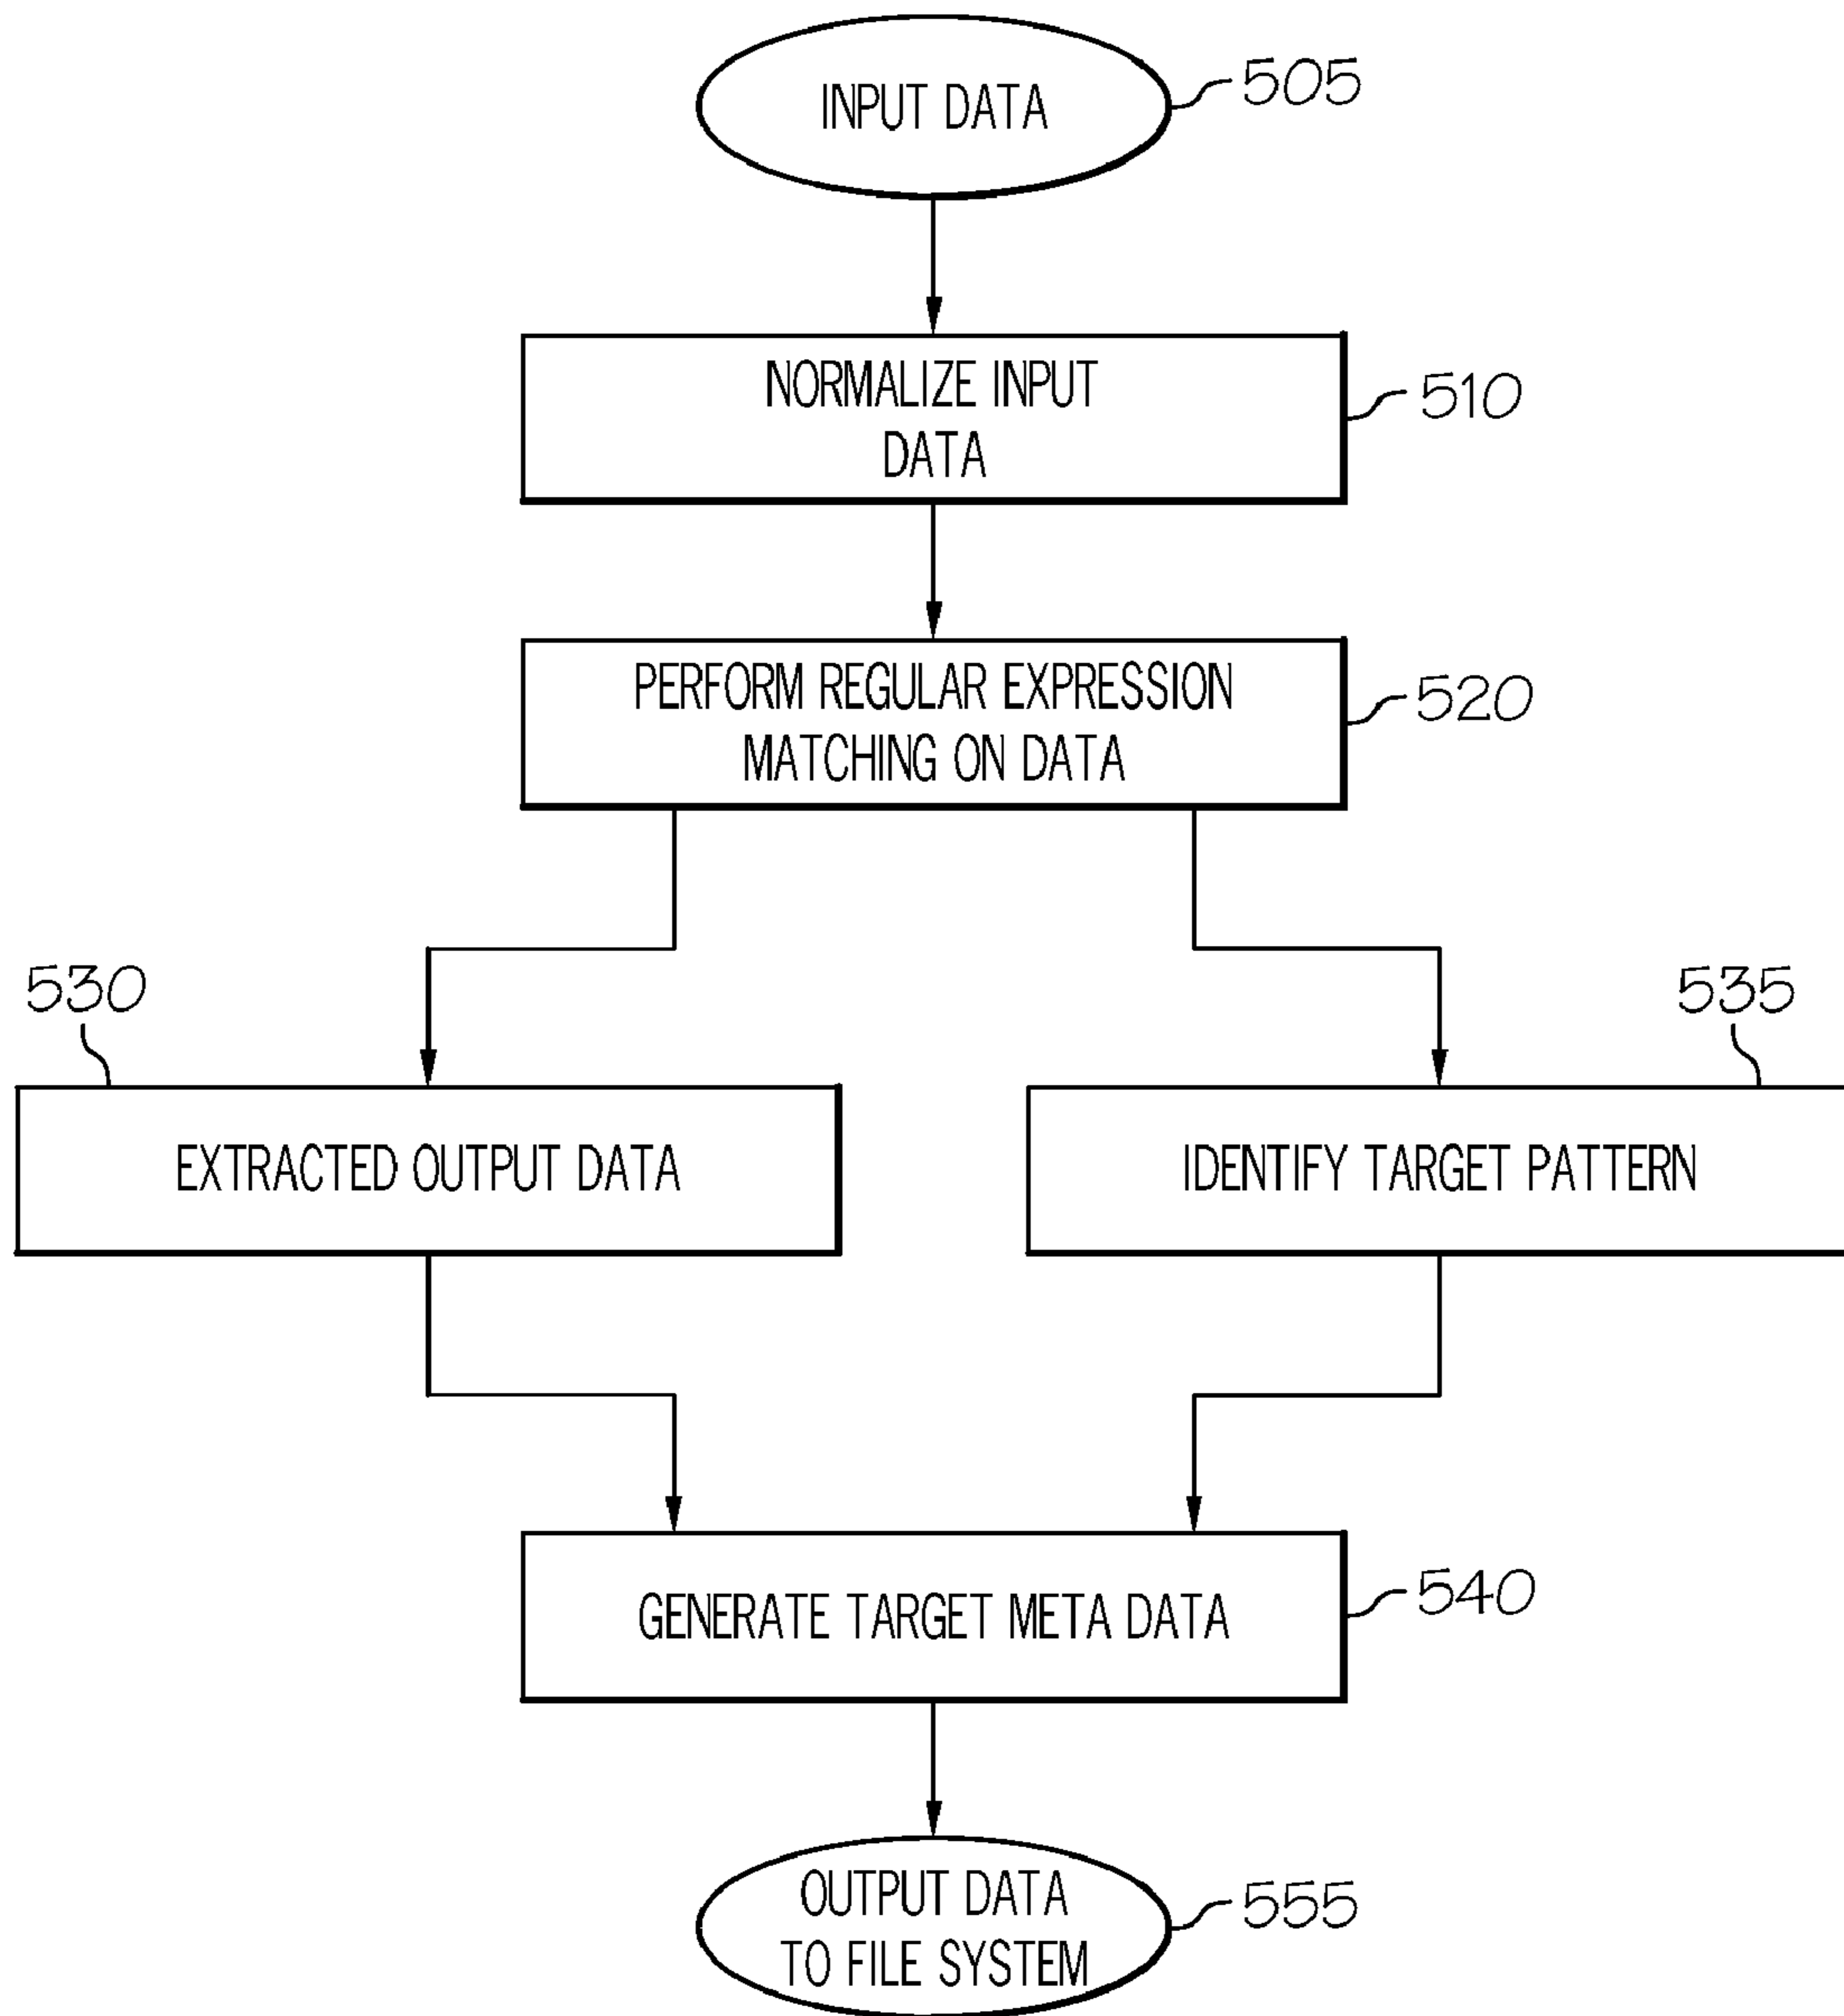 INPUT DATA
505
NORMALIZE INPUT
DATA
510
PERFORM REGULAR EXPRESSION
MATCHING ON DATA
520
530
535
EXTRACTED OUTPUT DATA
IDENTIFY TARGET PATTERN
GENERATE TARGET META DATA
540
OUTPUT DATA
TO FILE SYSTEM
555